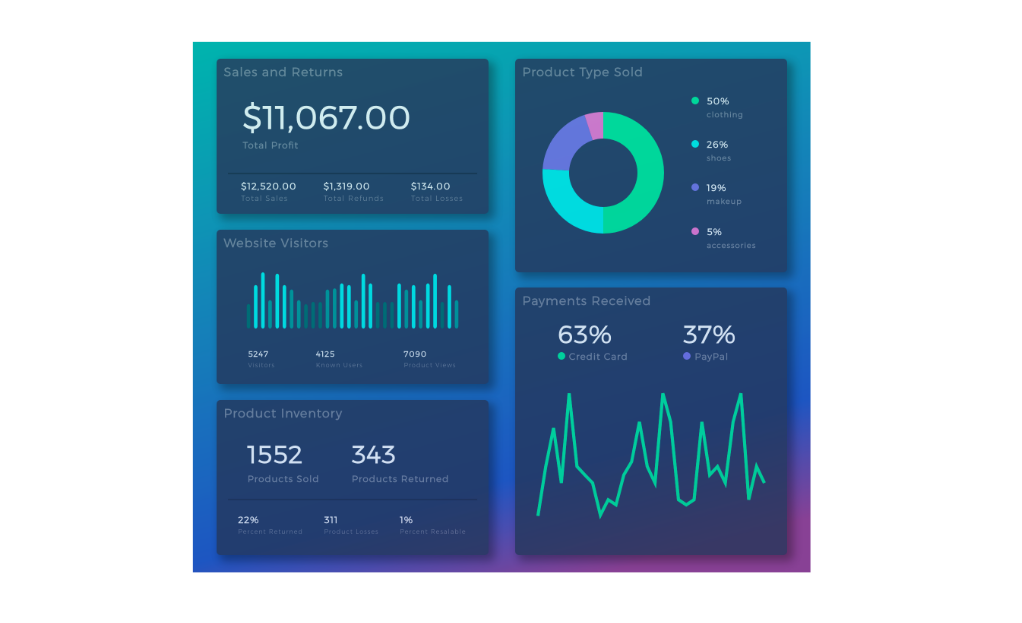 Sales and Returns
$11,067.00
Total Profit
$12,520.00 $1,319.00 $134.00
Total Sales Total Refunds Total Losses
Website Visitors
5247 4125 7090
Visitors Known Users Product Views
Product Inventory
1552 343
Products Sold Products Returned
22% 311 1%
Percent Returned Product Losses Percent Resalable
Product Type Sold
50%
clothing
26%
shoes
19%
makeup
5%
accessories
Payments Received
63% 37%
Credit Card PayPal